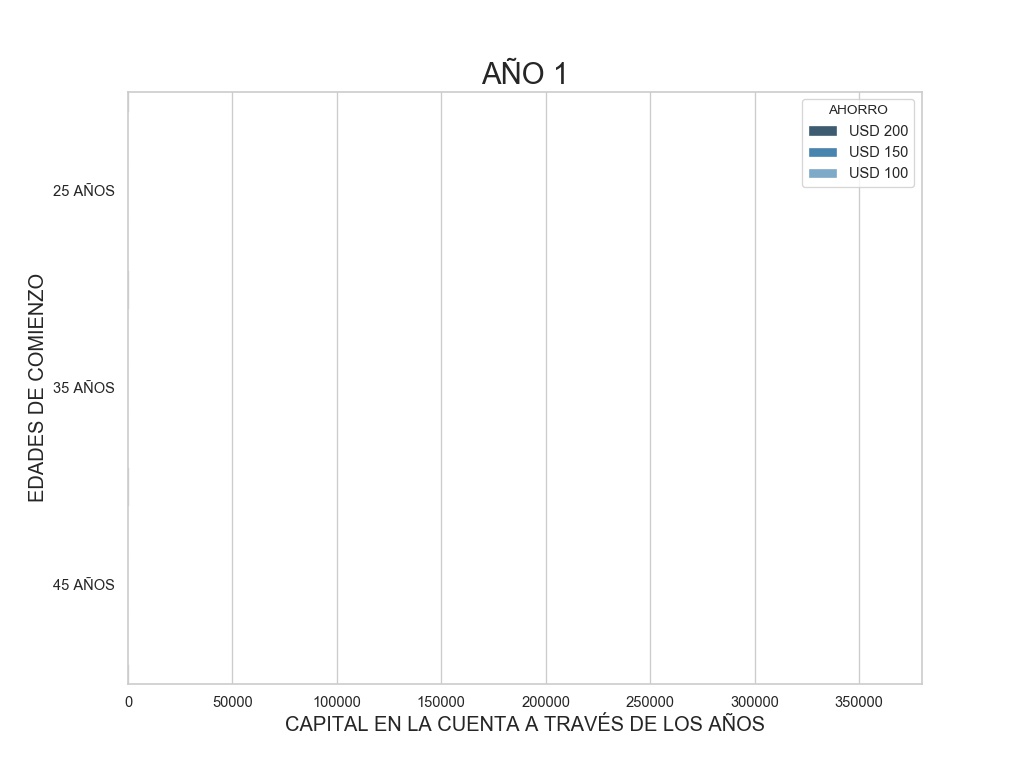 AÑO 1
AHORRO
USD 200
USD 150
USD 100
EDADES DE COMIENZO
25 AÑOS
35 AÑOS
45 AÑOS
0 50000 100000 150000 200000 250000 300000 350000
CAPITAL EN LA CUENTA A TRAVÉS DE LOS AÑOS